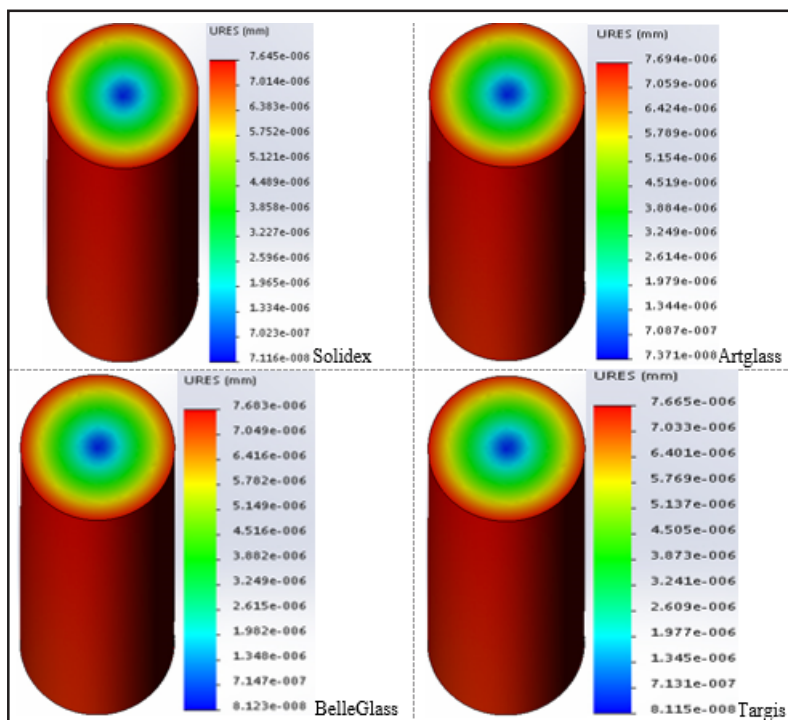 URES (mm)
7.645e-006
7.014e-006
6.383e-006
5.752e-006
5.121e-006
4.489e-006
3.858e-006
3.227e-006
2.596e-006
1.965e-006
1.334e-006
7.023e-007
7.116e-008
Solidex
URES (mm)
7.694e-006
7.059e-006
6.424e-006
5.789e-006
5.154e-006
4.519e-006
3.884e-006
3.249e-006
2.614e-006
1.979e-006
1.344e-006
7.087e-007
7.371e-008
Artglass
URES (mm)
7.683e-006
7.049e-006
6.416e-006
5.782e-006
5.149e-006
4.516e-006
3.882e-006
3.249e-006
2.615e-006
1.982e-006
1.348e-006
7.147e-007
8.123e-008
BelleGlass
URES (mm)
7.665e-006
7.033e-006
6.401e-006
5.769e-006
5.137e-006
4.505e-006
3.873e-006
3.241e-006
2.609e-006
1.977e-006
1.345e-006
7.131e-007
8.115e-008
Targis